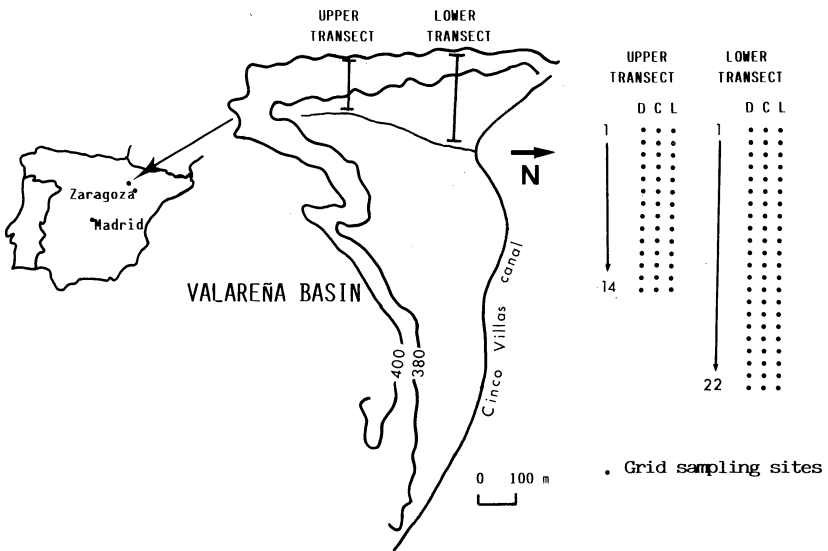 UPPER
TRANSECT
LOWER
TRANSECT
N
Zaragoza
Madrid
VALAREÑA BASIN
400
380
Cinco Villas canal
0 100 m
UPPER
TRANSECT
D C L
1
14
LOWER
TRANSECT
D C L
1
22
. Grid sampling sites